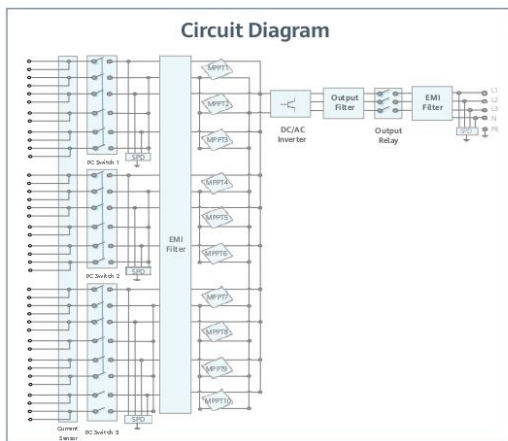 Circuit Diagram
MPPT1
MPPT2
MPPT3
SPD
DC Switch 1
MPPT4
MPPT5
MPPT6
SPD
DC Switch 2
EMI
Filter
MPPT7
MPPT8
MPPT9
MPPT10
SPD
DC Switch 3
Current
Sensor
DC/AC
Inverter
Output
Filter
Output
Relay
EMI
Filter
SPD
L1
L2
L3
N
PE